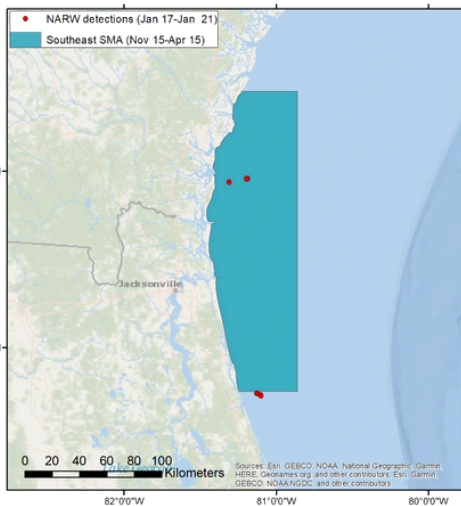 NARW detections (Jan 17-Jan 21)
Southeast SMA (Nov 15-Apr 15)
Jacksonville
Lake George
0 20 40 60 80 100
Kilometers
Sources: Esri, GEBCO, NOAA, National Geographic, Garmin,
HERE, Geonames.org, and other contributors, Esri, Garmin,
GEBCO, NOAA NGDC, and other contributors
82°0'0"W 81°0'0"W 80°0'0"W